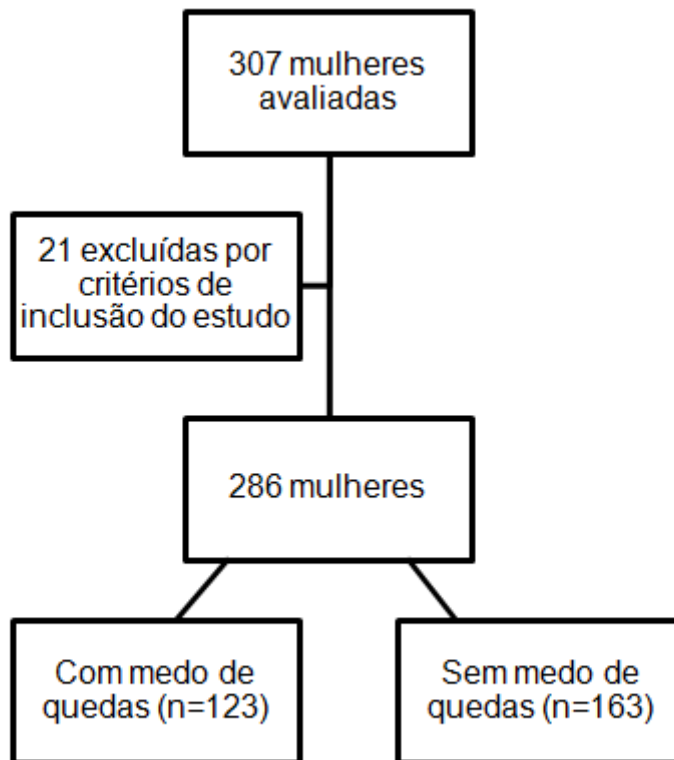 307 mulheres
avaliadas
21 excluídas por
critérios de
inclusão do estudo
286 mulheres
Com medo de
quedas (n=123)
Sem medo de
quedas (n=163)